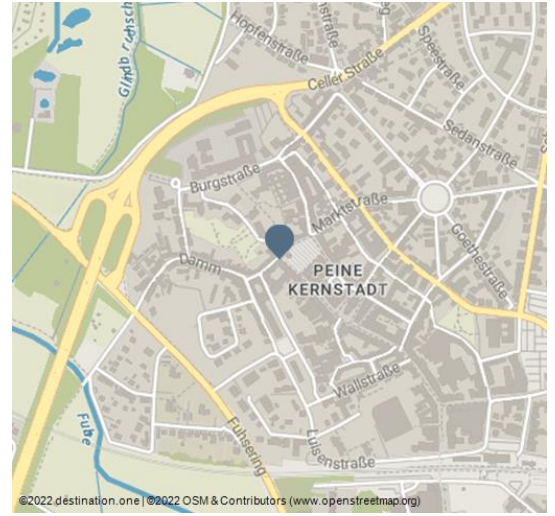 Hopfenstraße
Celler Straße
Speestraße
Sedanstraße
Burgstraße
Marktstraße
Goethestraße
Damm
PEINE
KERNSTADT
Wallstraße
Fuhsering
Luisenstraße
©2022 destination.one | ©2022 OSM & Contributors (www.openstreetmap.org)